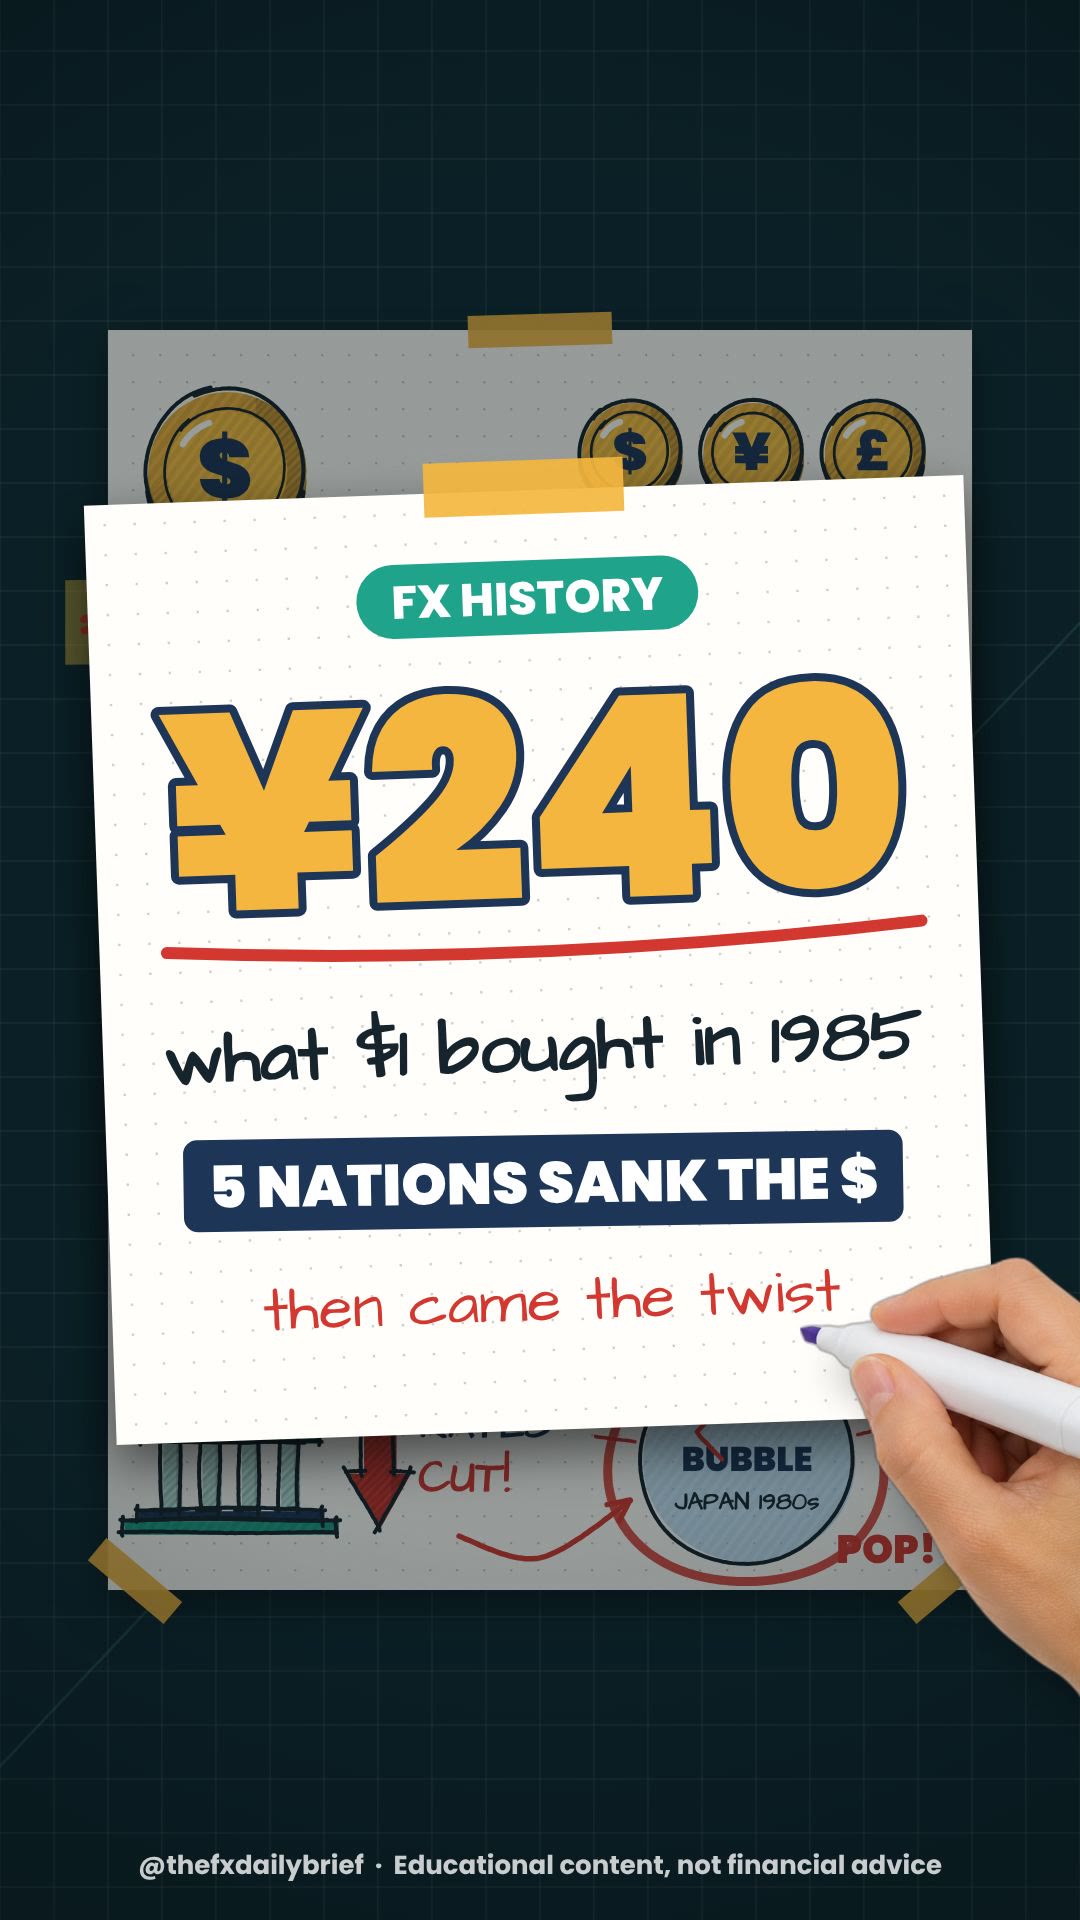 $
$ ¥ £
FX HISTORY
¥240
what $1 bought in 1985
5 NATIONS SANK THE $
then came the twist
CUT!
BUBBLE
JAPAN 1980s
POP!
@thefxdailybrief · Educational content, not financial advice